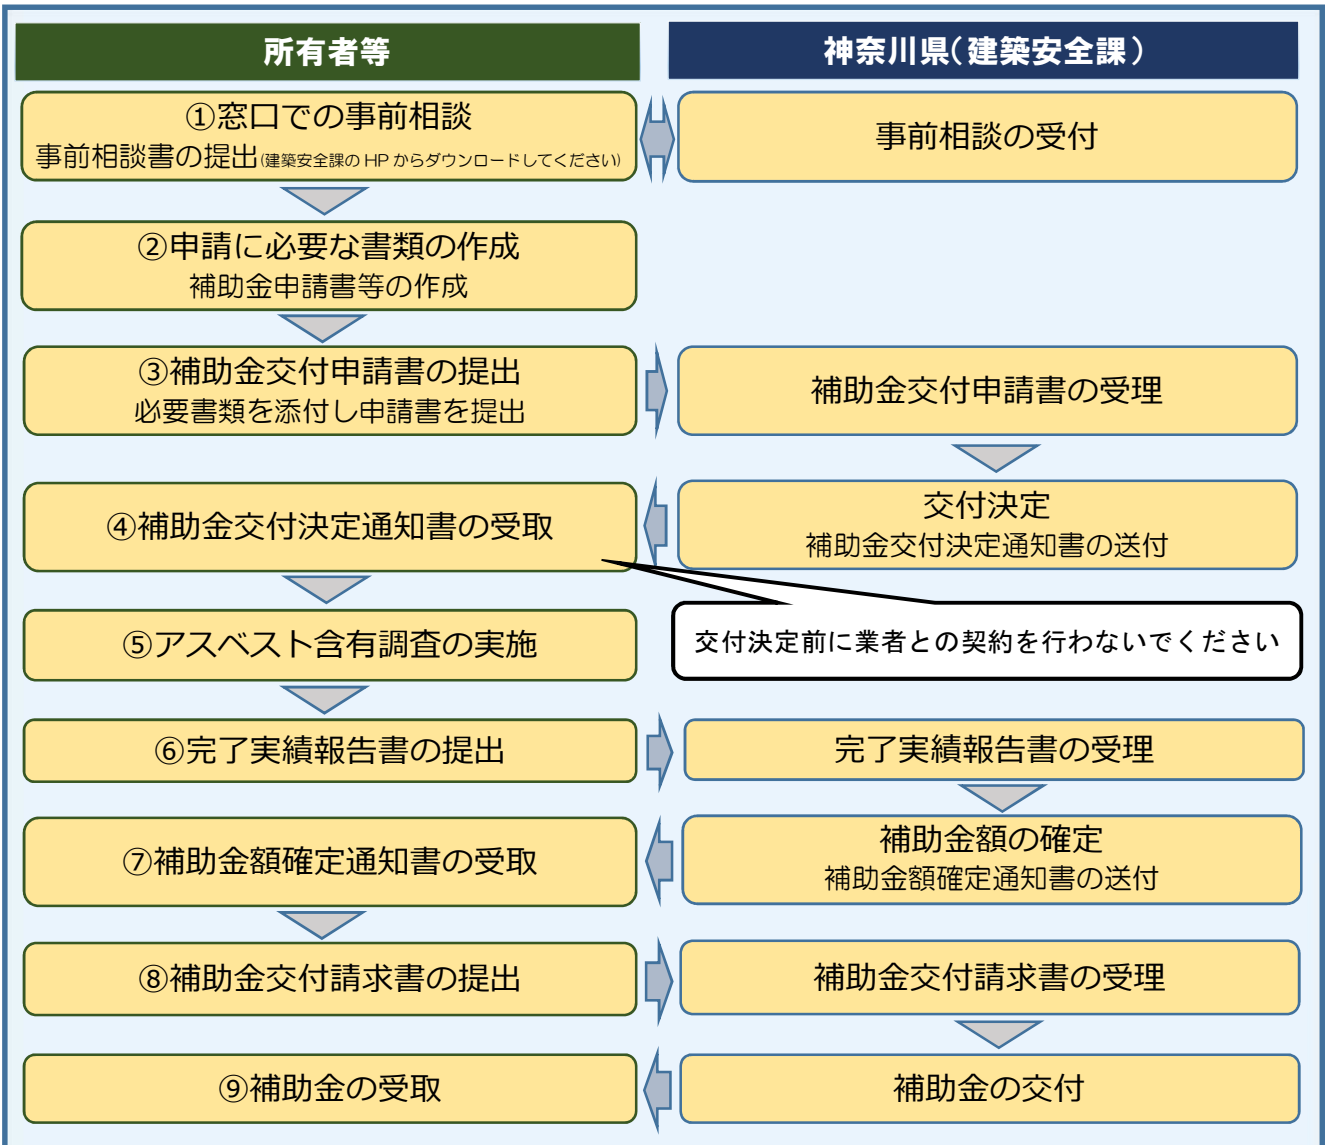 所有者等
神奈川県(建築安全課)
①窓口での事前相談
事前相談書の提出(建築安全課のHPからダウンロードしてください)
事前相談の受付
②申請に必要な書類の作成
補助金申請書等の作成
③補助金交付申請書の提出
必要書類を添付し申請書を提出
補助金交付申請書の受理
④補助金交付決定通知書の受取
交付決定
補助金交付決定通知書の送付
⑤アスベスト含有調査の実施
交付決定前に業者との契約を行わないでください
⑥完了実績報告書の提出
完了実績報告書の受理
⑦補助金額確定通知書の受取
補助金額の確定
補助金額確定通知書の送付
⑧補助金交付請求書の提出
補助金交付請求書の受理
⑨補助金の受取
補助金の交付